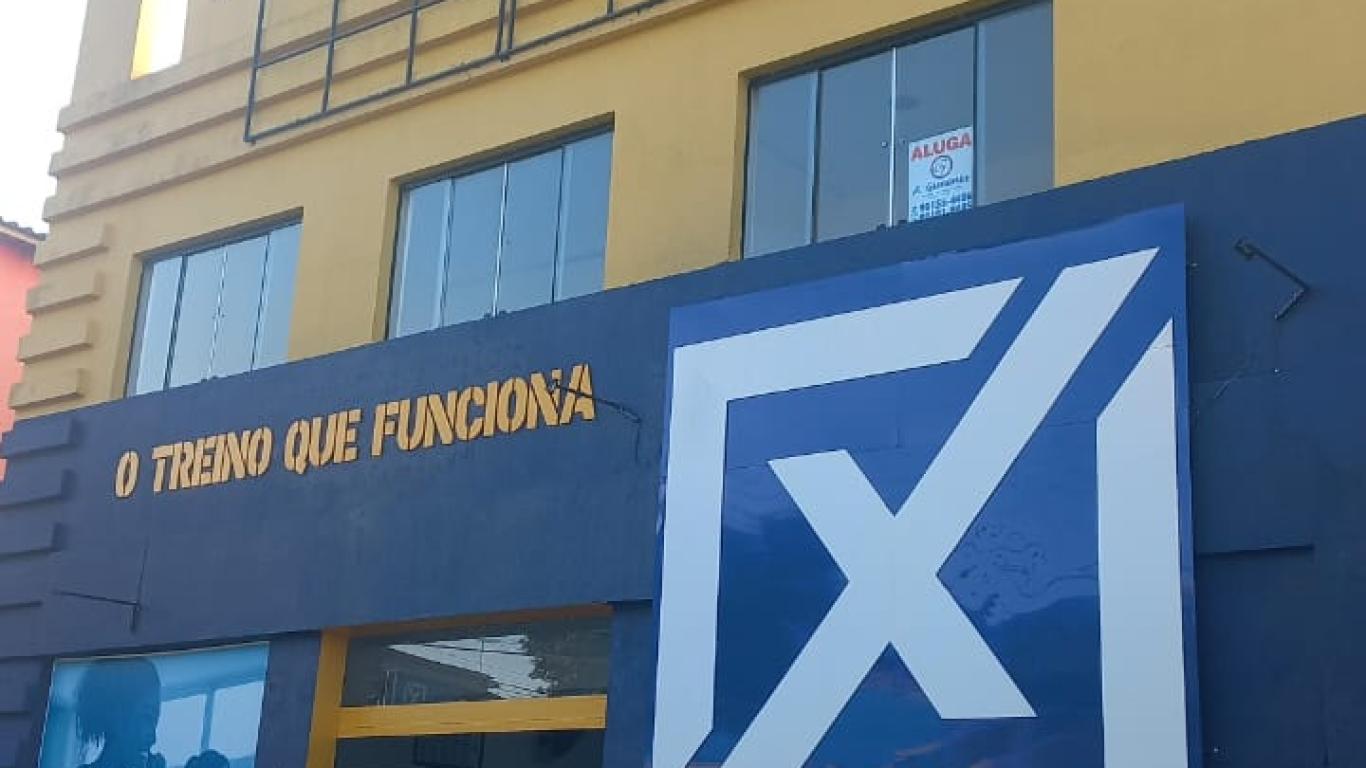 ALUGA
O TREINO QUE FUNCIONA
X